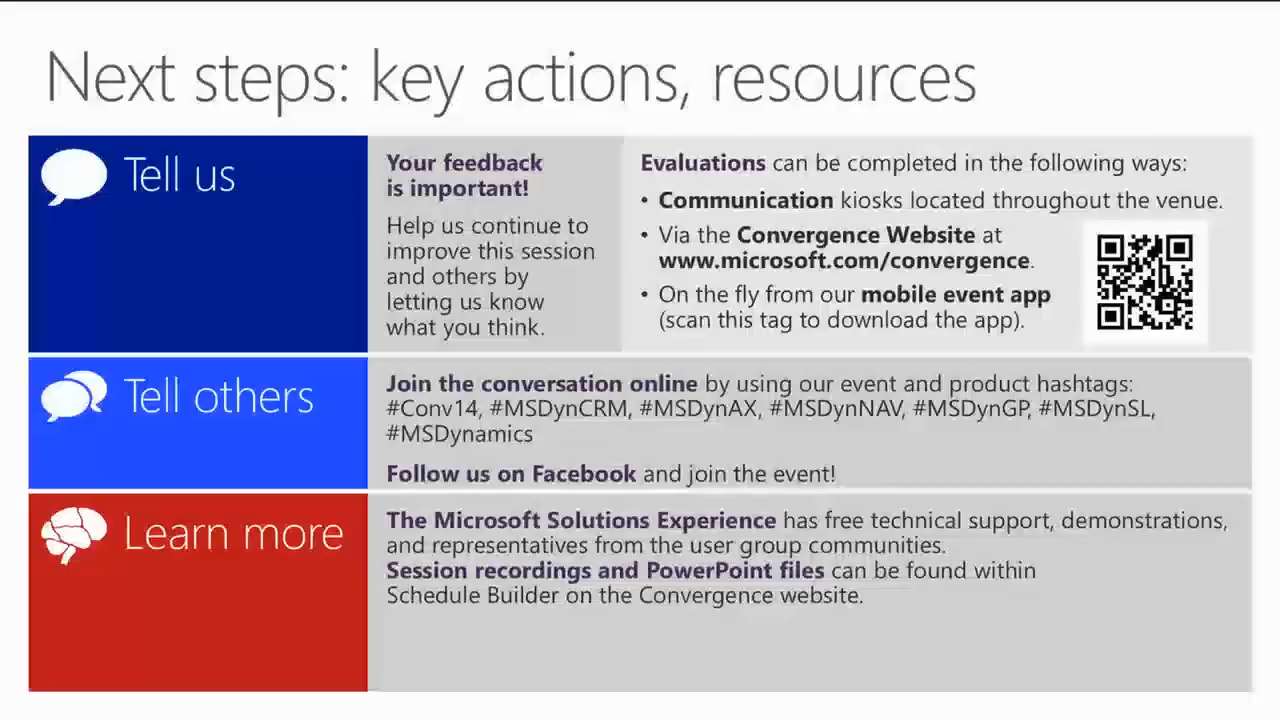 Next steps: key actions, resources
Tell us
Your feedback
is important!
Help us continue to
improve this session
and others by
letting us know
what you think.
Evaluations can be completed in the following ways:
• Communication kiosks located throughout the venue.
• Via the Convergence Website at
www.microsoft.com/convergence.
• On the fly from our mobile event app
(scan this tag to download the app).
Tell others
Join the conversation online by using our event and product hashtags:
#Conv14, #MSDynCRM, #MSDynAX, #MSDynNAV, #MSDynGP, #MSDynSL,
#MSDynamics
Follow us on Facebook and join the event!
Learn more
The Microsoft Solutions Experience has free technical support, demonstrations,
and representatives from the user group communities.
Session recordings and PowerPoint files can be found within
Schedule Builder on the Convergence website.